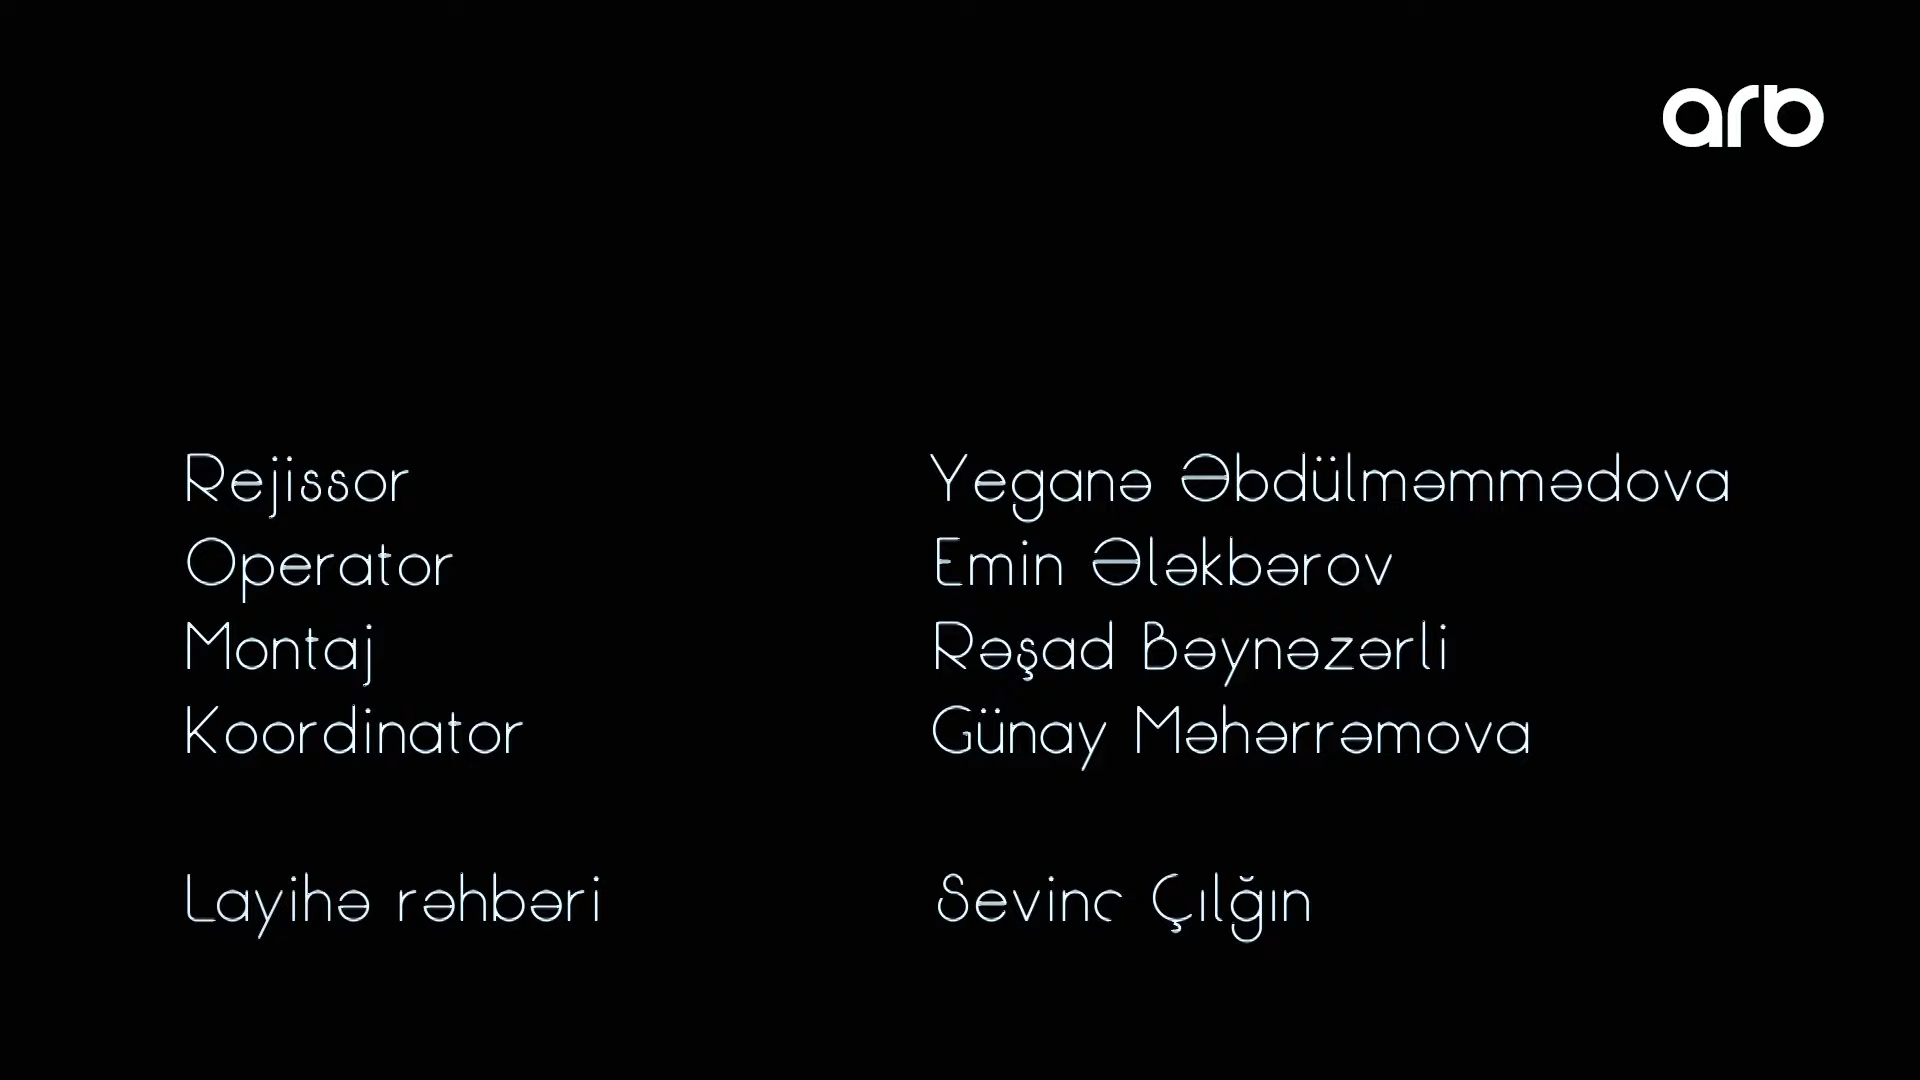 arb
Rejissor Yeganə Əbdülməmmədova
Operator Emin Ələkbərov
Montaj Rəşad Bəynəzərli
Koordinator Günay Məhərrəmova
Layihə rəhbəri Sevinc Çılğın